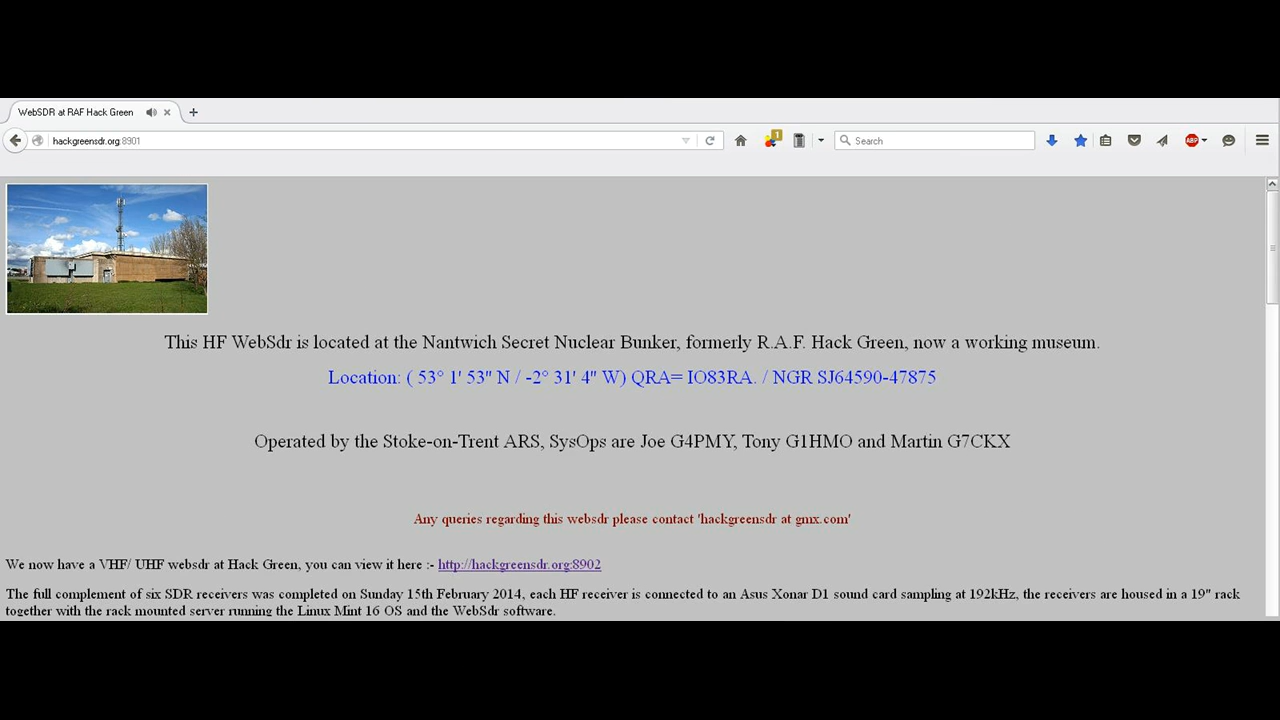 WebSDR at RAF Hack Green
hackgreensdr.org:8901
1
Search
ABP
This HF WebSdr is located at the Nantwich Secret Nuclear Bunker, formerly R.A.F. Hack Green, now a working museum.
Location: ( 53° 1' 53" N / -2° 31' 4" W) QRA= IO83RA. / NGR SJ64590-47875
Operated by the Stoke-on-Trent ARS, SysOps are Joe G4PMY, Tony G1HMO and Martin G7CKX
Any queries regarding this websdr please contact 'hackgreensdr at gmx.com'
We now have a VHF/ UHF websdr at Hack Green, you can view it here :- http://hackgreensdr.org:8902
The full complement of six SDR receivers was completed on Sunday 15th February 2014, each HF receiver is connected to an Asus Xonar D1 sound card sampling at 192kHz, the receivers are housed in a 19" rack
together with the rack mounted server running the Linux Mint 16 OS and the WebSdr software.